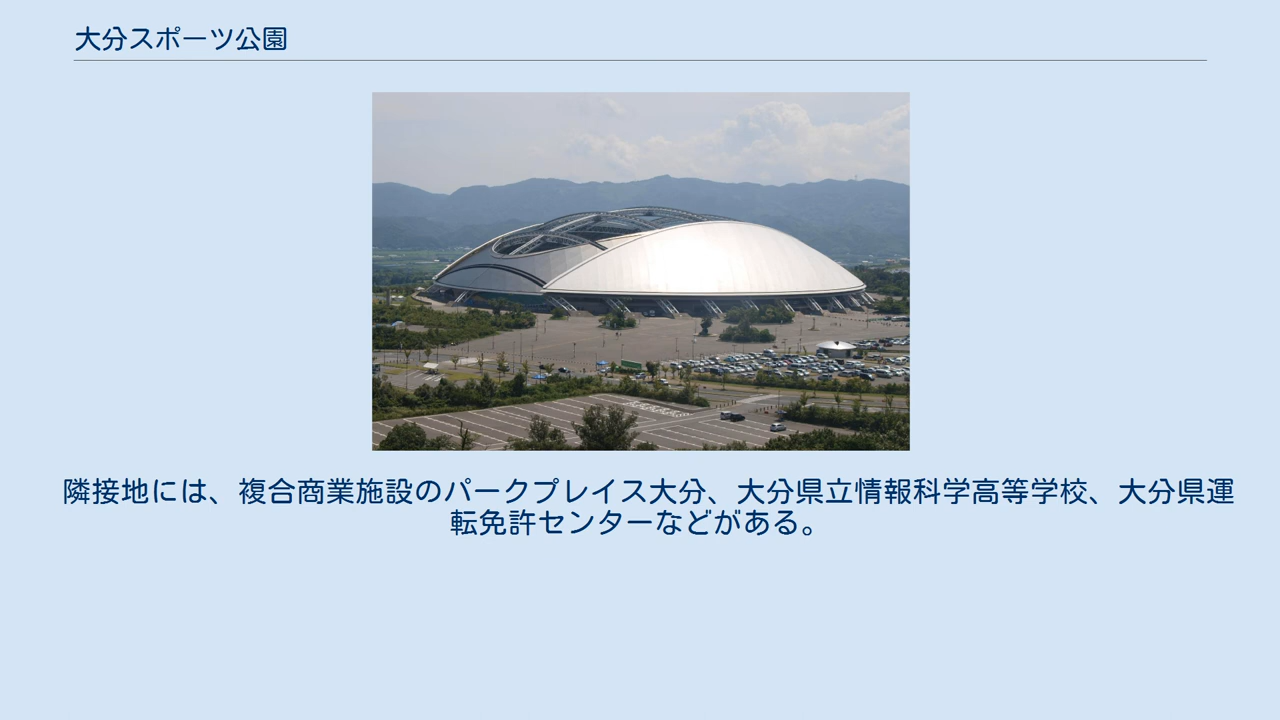 大分スポーツ公園
隣接地には、複合商業施設のパークプレイス大分、大分県立情報科学高等学校、大分県運
転免許センターなどがある。